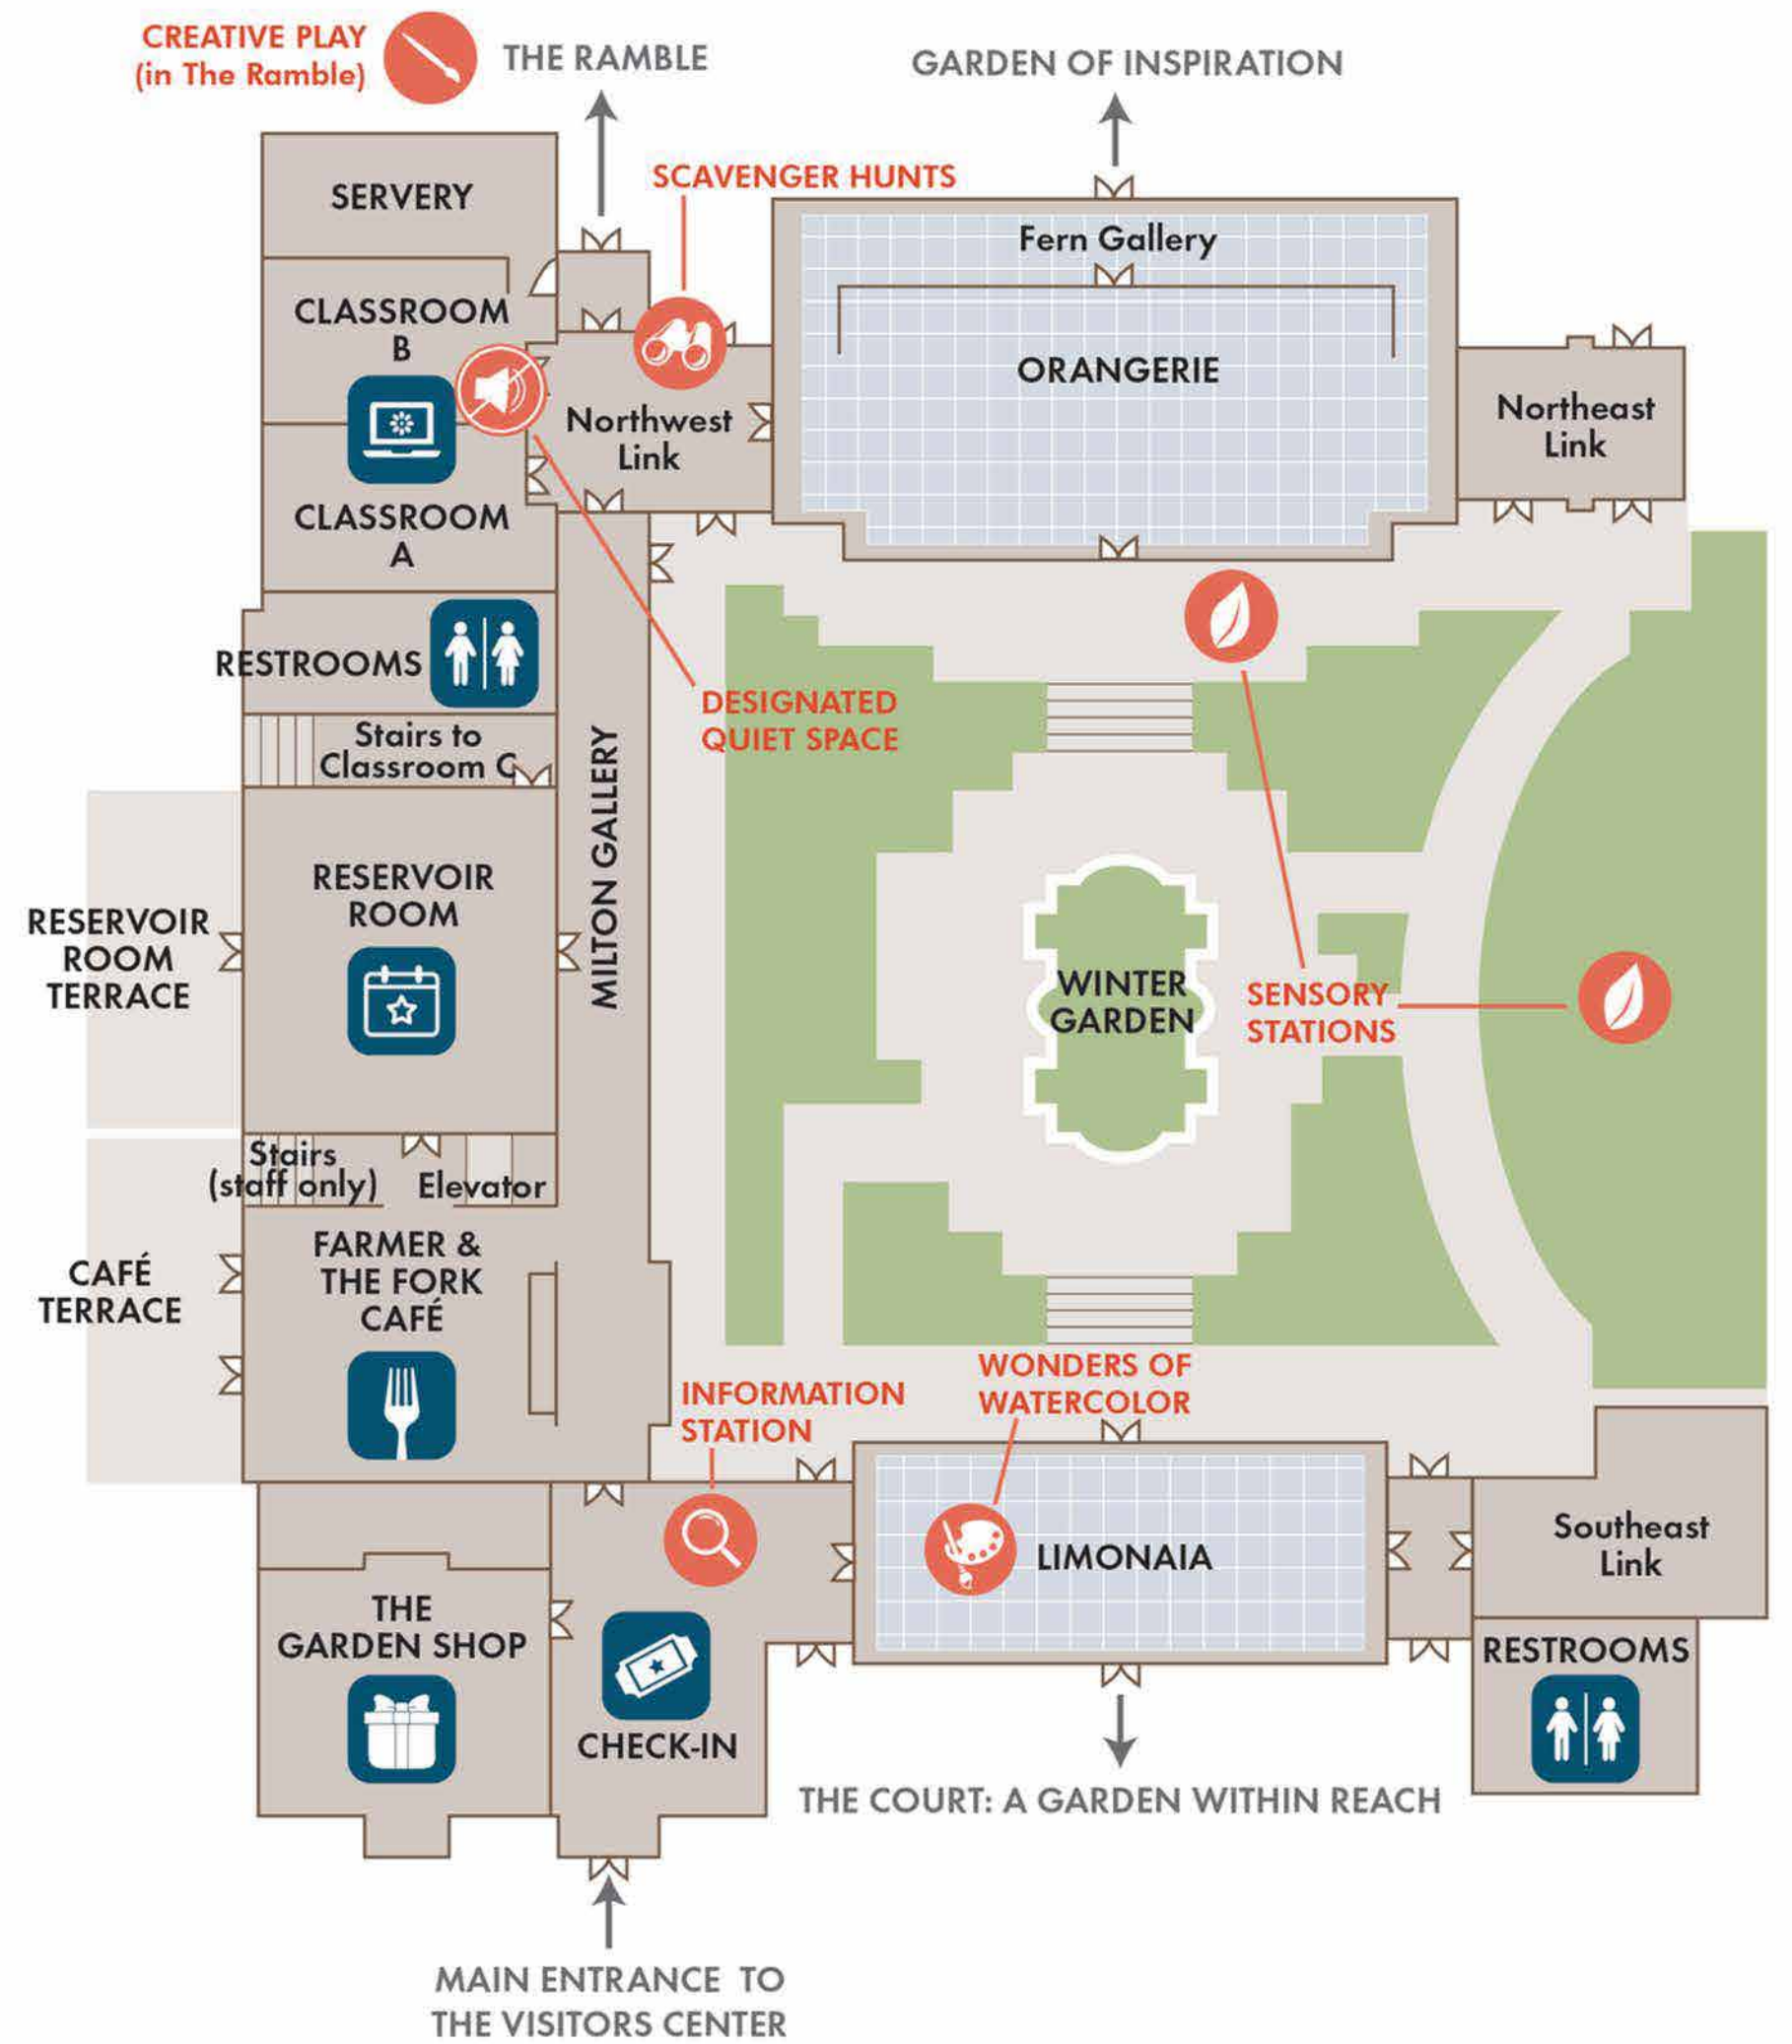 CREATIVE PLAY
(in The Ramble)
THE RAMBLE
GARDEN OF INSPIRATION
SCAVENGER HUNTS
SERVERY
Fern Gallery
CLASSROOM
B
ORANGERIE
Northwest
Link
Northeast
Link
CLASSROOM
A
RESTROOMS
DESIGNATED
QUIET SPACE
Stairs to
Classroom C
MILTON GALLERY
RESERVOIR
ROOM
RESERVOIR
ROOM
TERRACE
WINTER
GARDEN
SENSORY
STATIONS
Stairs
(staff only)
Elevator
FARMER &
THE FORK
CAFÉ
CAFÉ
TERRACE
INFORMATION
STATION
WONDERS OF
WATERCOLOR
LIMONAIA
Southeast
Link
THE
GARDEN SHOP
RESTROOMS
CHECK-IN
THE COURT: A GARDEN WITHIN REACH
MAIN ENTRANCE TO
THE VISITORS CENTER